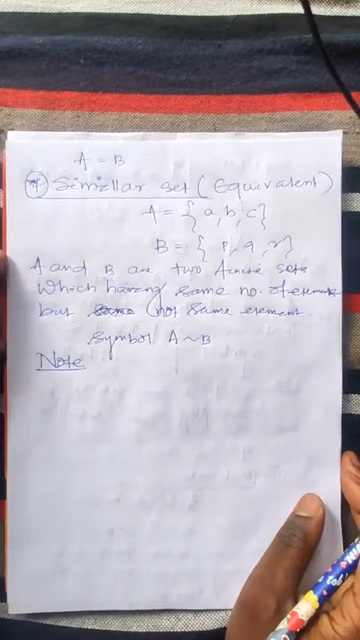 A = B
7 Simillar set (Equivalent)
A = { a, b, c }
B = { p, q, r }
A and B are two finite sets
which having same no. of elements
but (not same element.
Symbol A ~ B
Note